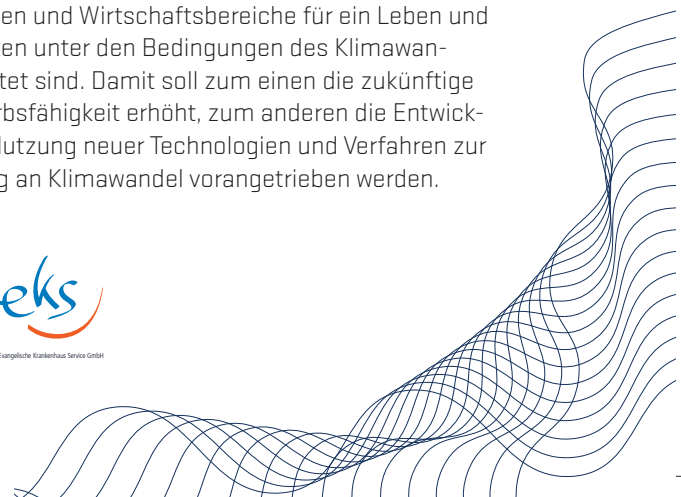 en und Wirtschaftsbereiche für ein Leben und
en unter den Bedingungen des Klimawan-
tet sind. Damit soll zum einen die zukünftige
rbsfähigkeit erhöht, zum anderen die Entwick-
Nutzung neuer Technologien und Verfahren zur
g an Klimawandel vorangetrieben werden.
eks
Evangelische Krankenhaus Service GmbH